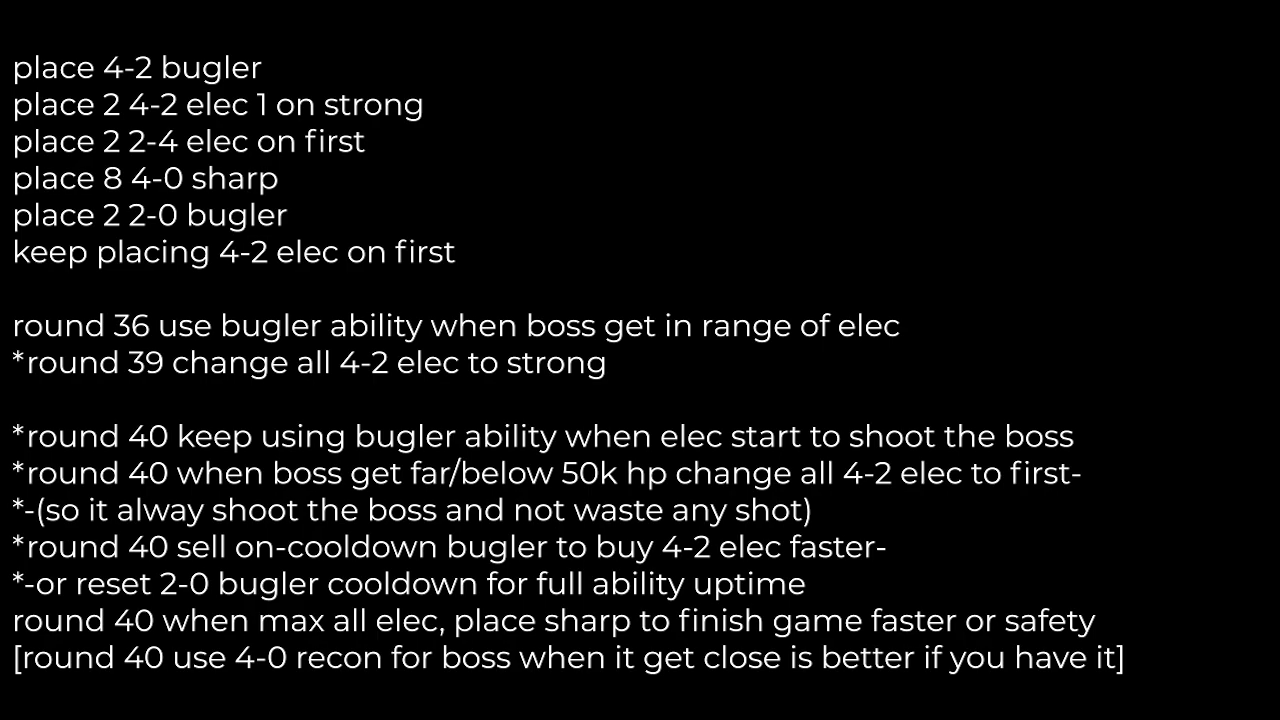 place 4-2 bugler
place 2 4-2 elec 1 on strong
place 2 2-4 elec on first
place 8 4-0 sharp
place 2 2-0 bugler
keep placing 4-2 elec on first
round 36 use bugler ability when boss get in range of elec
*round 39 change all 4-2 elec to strong
*round 40 keep using bugler ability when elec start to shoot the boss
*round 40 when boss get far/below 50k hp change all 4-2 elec to first-
*-(so it alway shoot the boss and not waste any shot)
*round 40 sell on-cooldown bugler to buy 4-2 elec faster-
*-or reset 2-0 bugler cooldown for full ability uptime
round 40 when max all elec, place sharp to finish game faster or safety
[round 40 use 4-0 recon for boss when it get close is better if you have it]